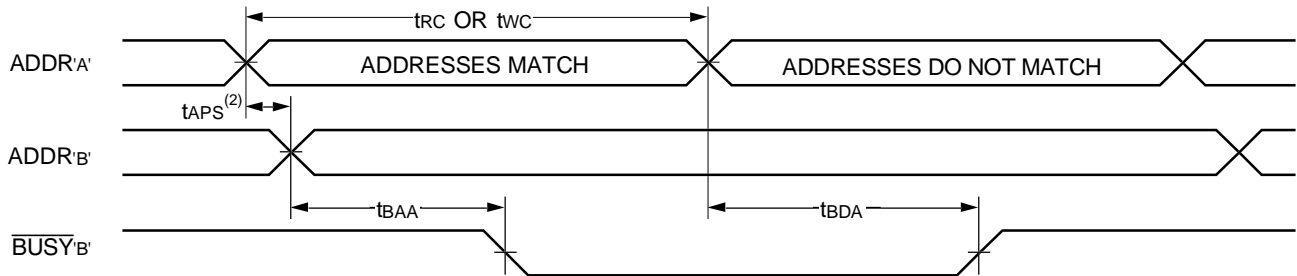 tRC OR tWC
ADDR'A'
ADDRESSES MATCH
ADDRESSES DO NOT MATCH
tAPS(2)
ADDR'B'
tBAA
tBDA
BUSY'B'